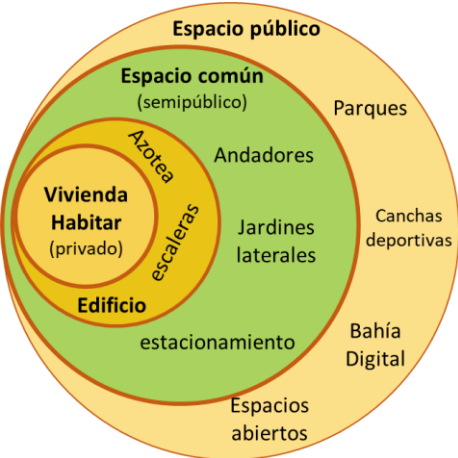 Espacio público
Espacio común
(semipúblico)
Parques
Azotea
Andadores
Vivienda
Habitar
(privado)
escaleras
Canchas
deportivas
Jardines
laterales
Edificio
estacionamiento
Bahía
Digital
Espacios
abiertos